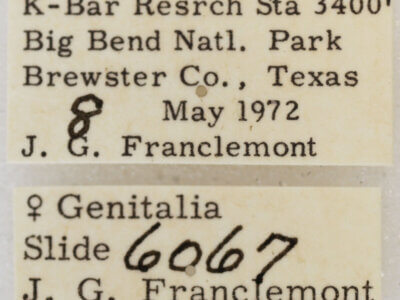 K-Bar Resrch Sta 3400'
Big Bend Natl. Park
Brewster Co., Texas
8 May 1972
J. G. Franclemont
♀ Genitalia
Slide 6067
J. G. Franclemont